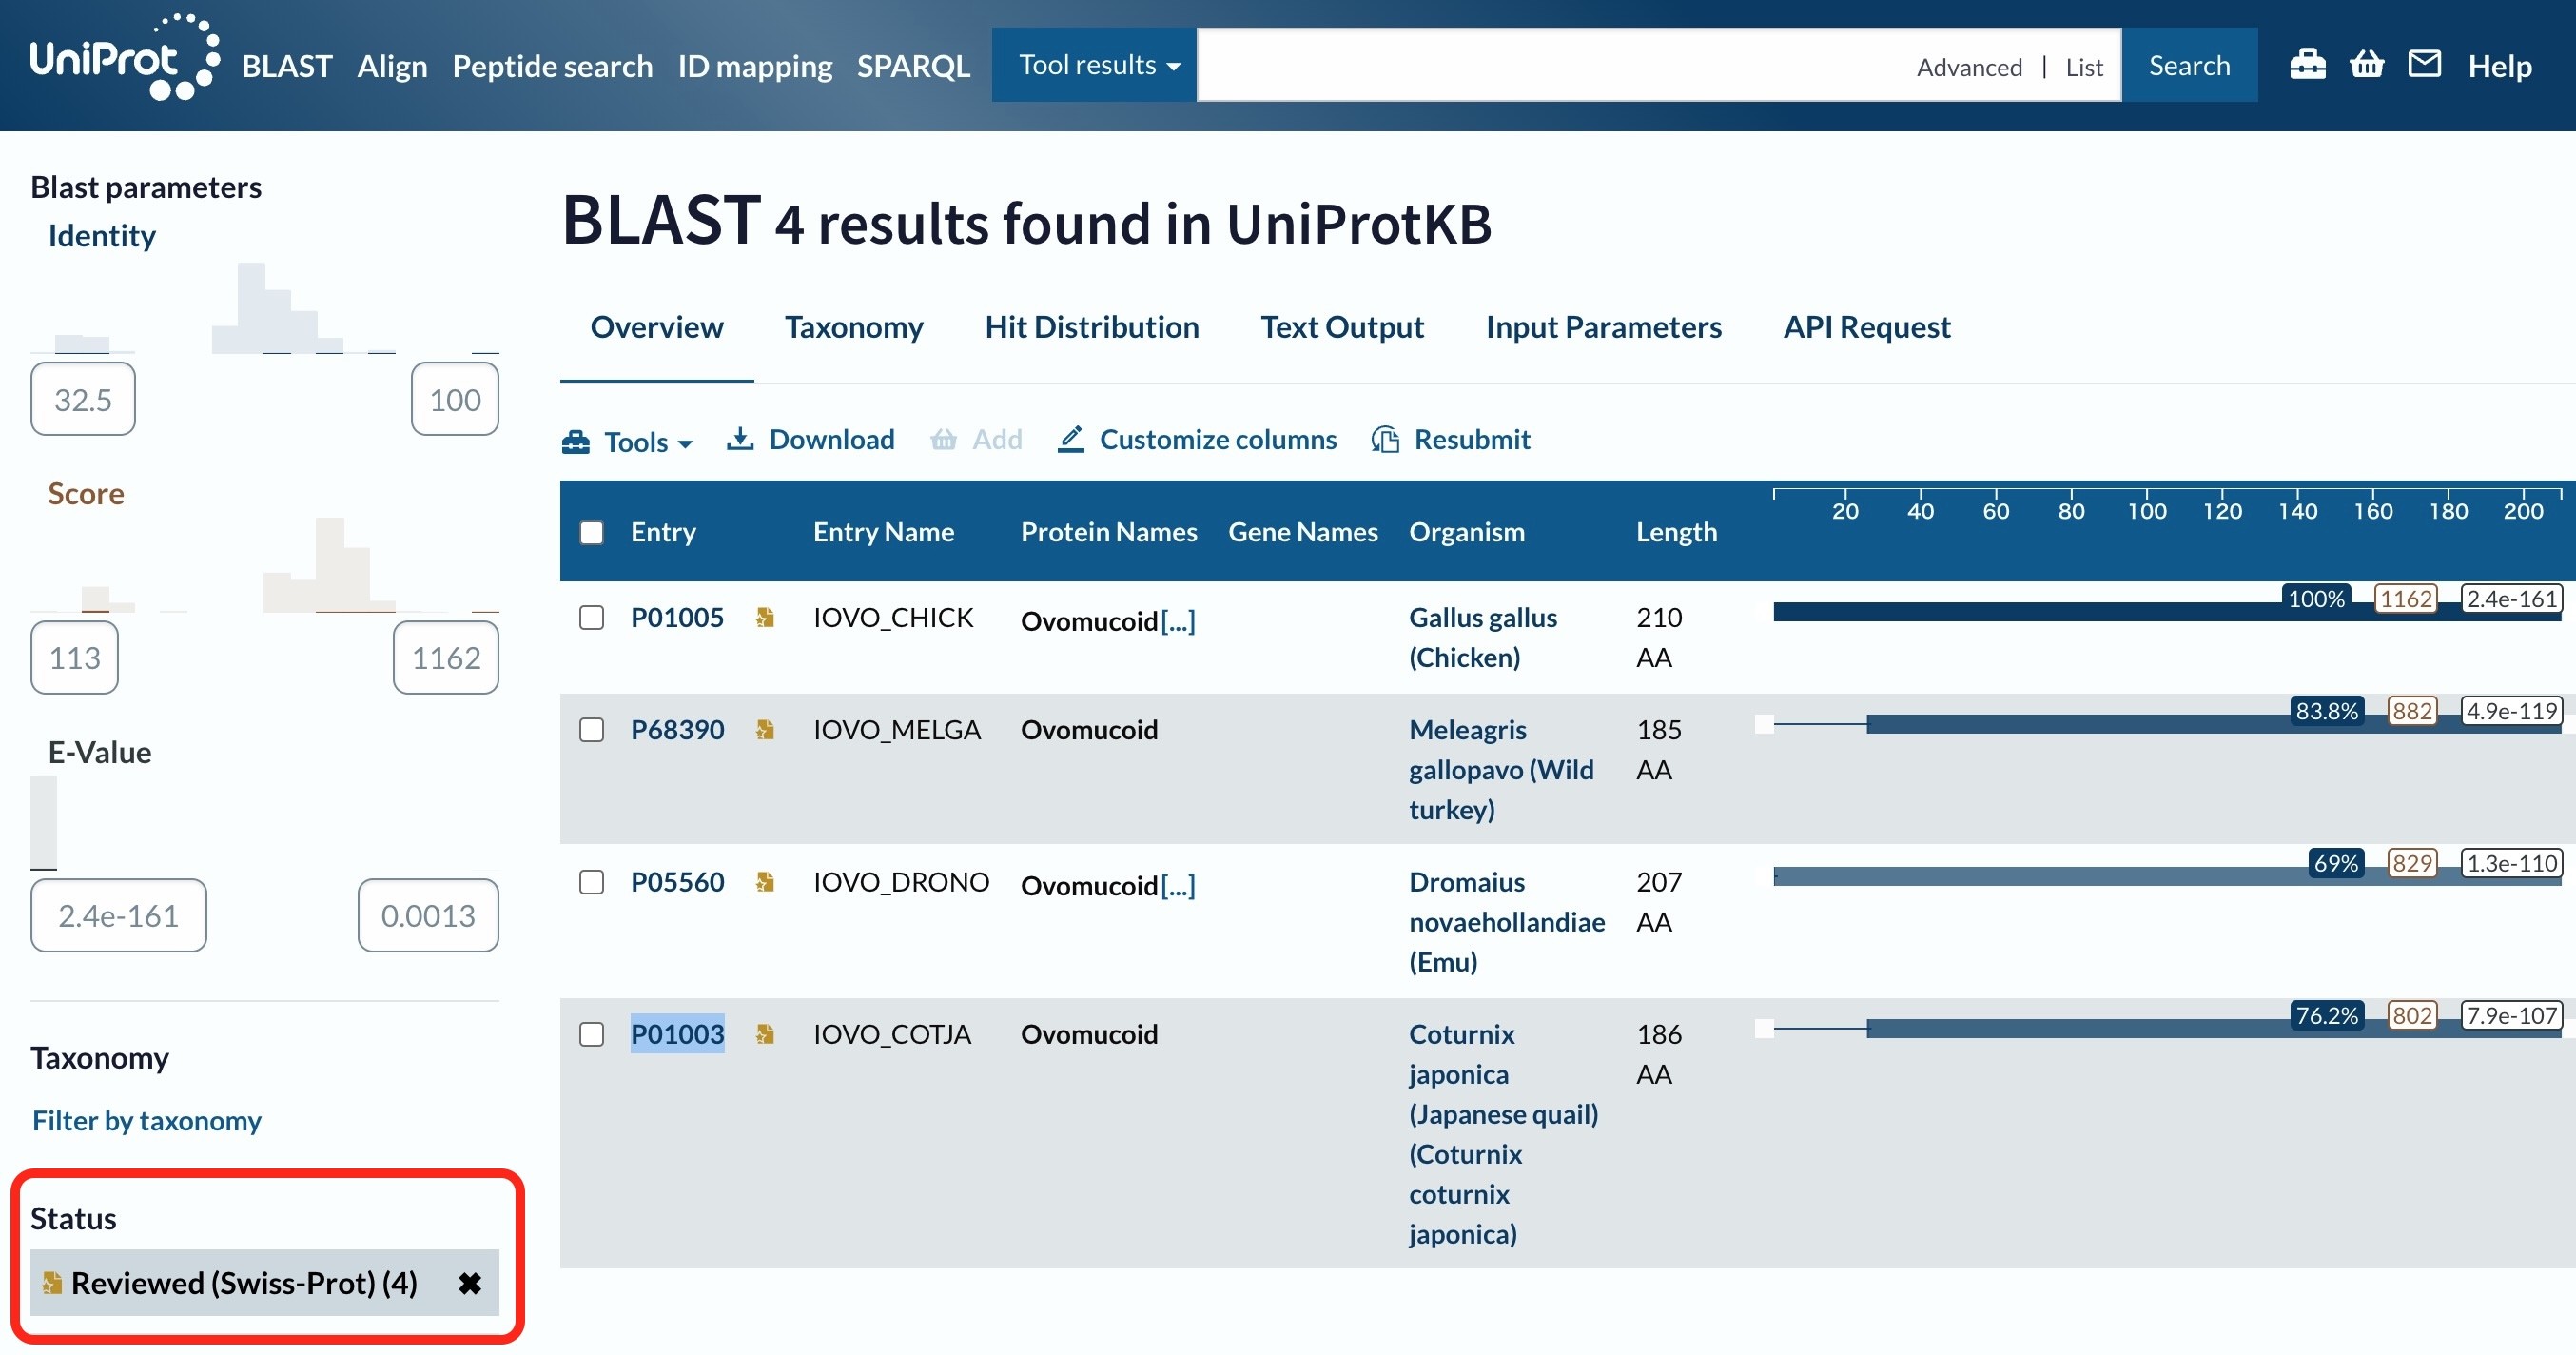 UniProt BLAST Align Peptide search ID mapping SPARQL Tool results Advanced | List Search Help
Blast parameters
Identity
32.5 100
Score
113 1162
E-Value
2.4e-161 0.0013
Taxonomy
Filter by taxonomy
Status
Reviewed (Swiss-Prot) (4) ✖
BLAST 4 results found in UniProtKB
Overview Taxonomy Hit Distribution Text Output Input Parameters API Request
Tools Download Add Customize columns Resubmit
20 40 60 80 100 120 140 160 180 200
Entry Entry Name Protein Names Gene Names Organism Length
100% 1162 2.4e-161
P01005 IOVO_CHICK Ovomucoid[...] Gallus gallus 210
(Chicken) AA
83.8% 882 4.9e-119
P68390 IOVO_MELGA Ovomucoid Meleagris 185
gallopavo (Wild AA
turkey)
69% 829 1.3e-110
P05560 IOVO_DRONO Ovomucoid[...] Dromaius 207
novaehollandiae AA
(Emu)
76.2% 802 7.9e-107
P01003 IOVO_COTJA Ovomucoid Coturnix 186
japonica AA
(Japanese quail)
(Coturnix
coturnix
japonica)